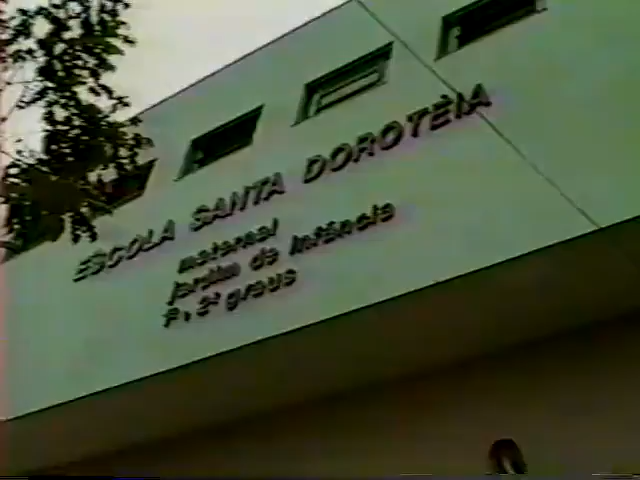 ESCOLA SANTA DOROTÉIA
maternal
jardim de infância
1º e 2º graus